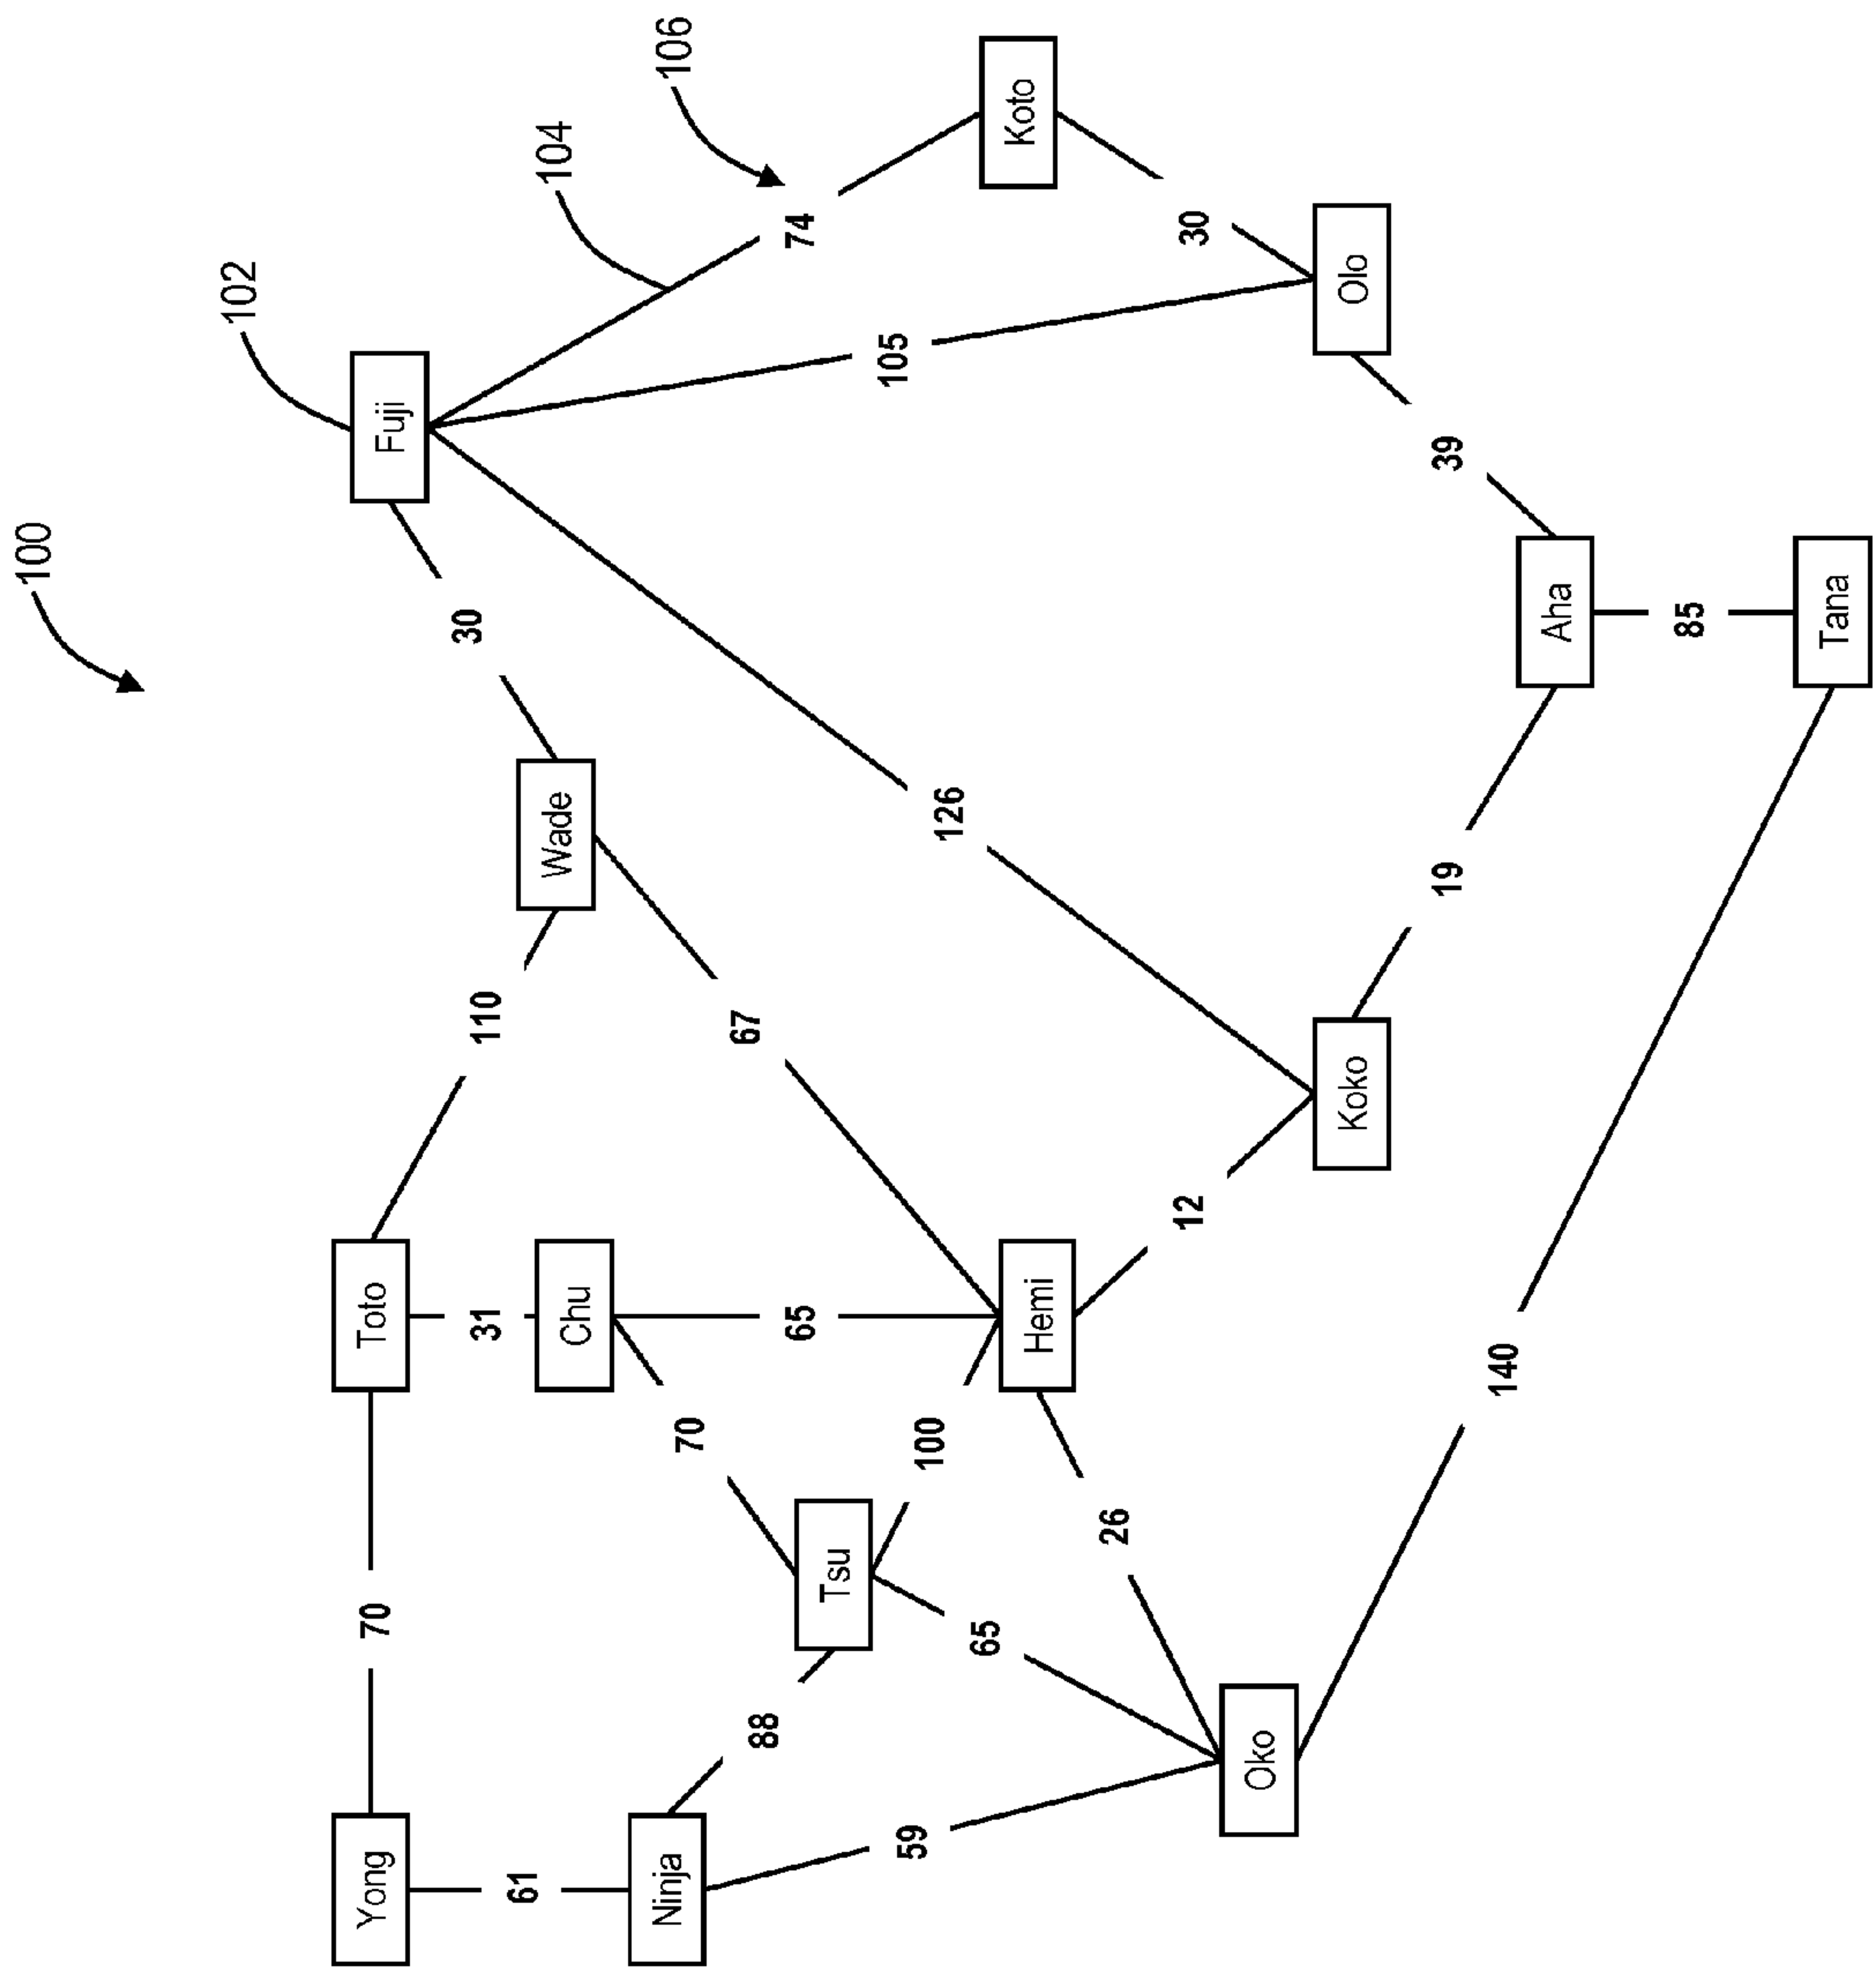 100
102
Yong
70
Toto
Fuji
30
110
31
61
104
Wade
Chu
Ninja
106
70
67
88
65
74
Tsu
105
59
100
126
65
Koto
Hemi
26
12
30
Oko
Koko
Olo
19
39
140
Aha
85
Tana